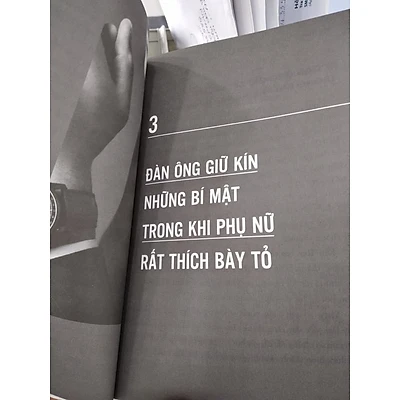 3
ĐÀN ÔNG GIỮ KÍN
NHỮNG BÍ MẬT
TRONG KHI PHỤ NỮ
RẤT THÍCH BÀY TỎ